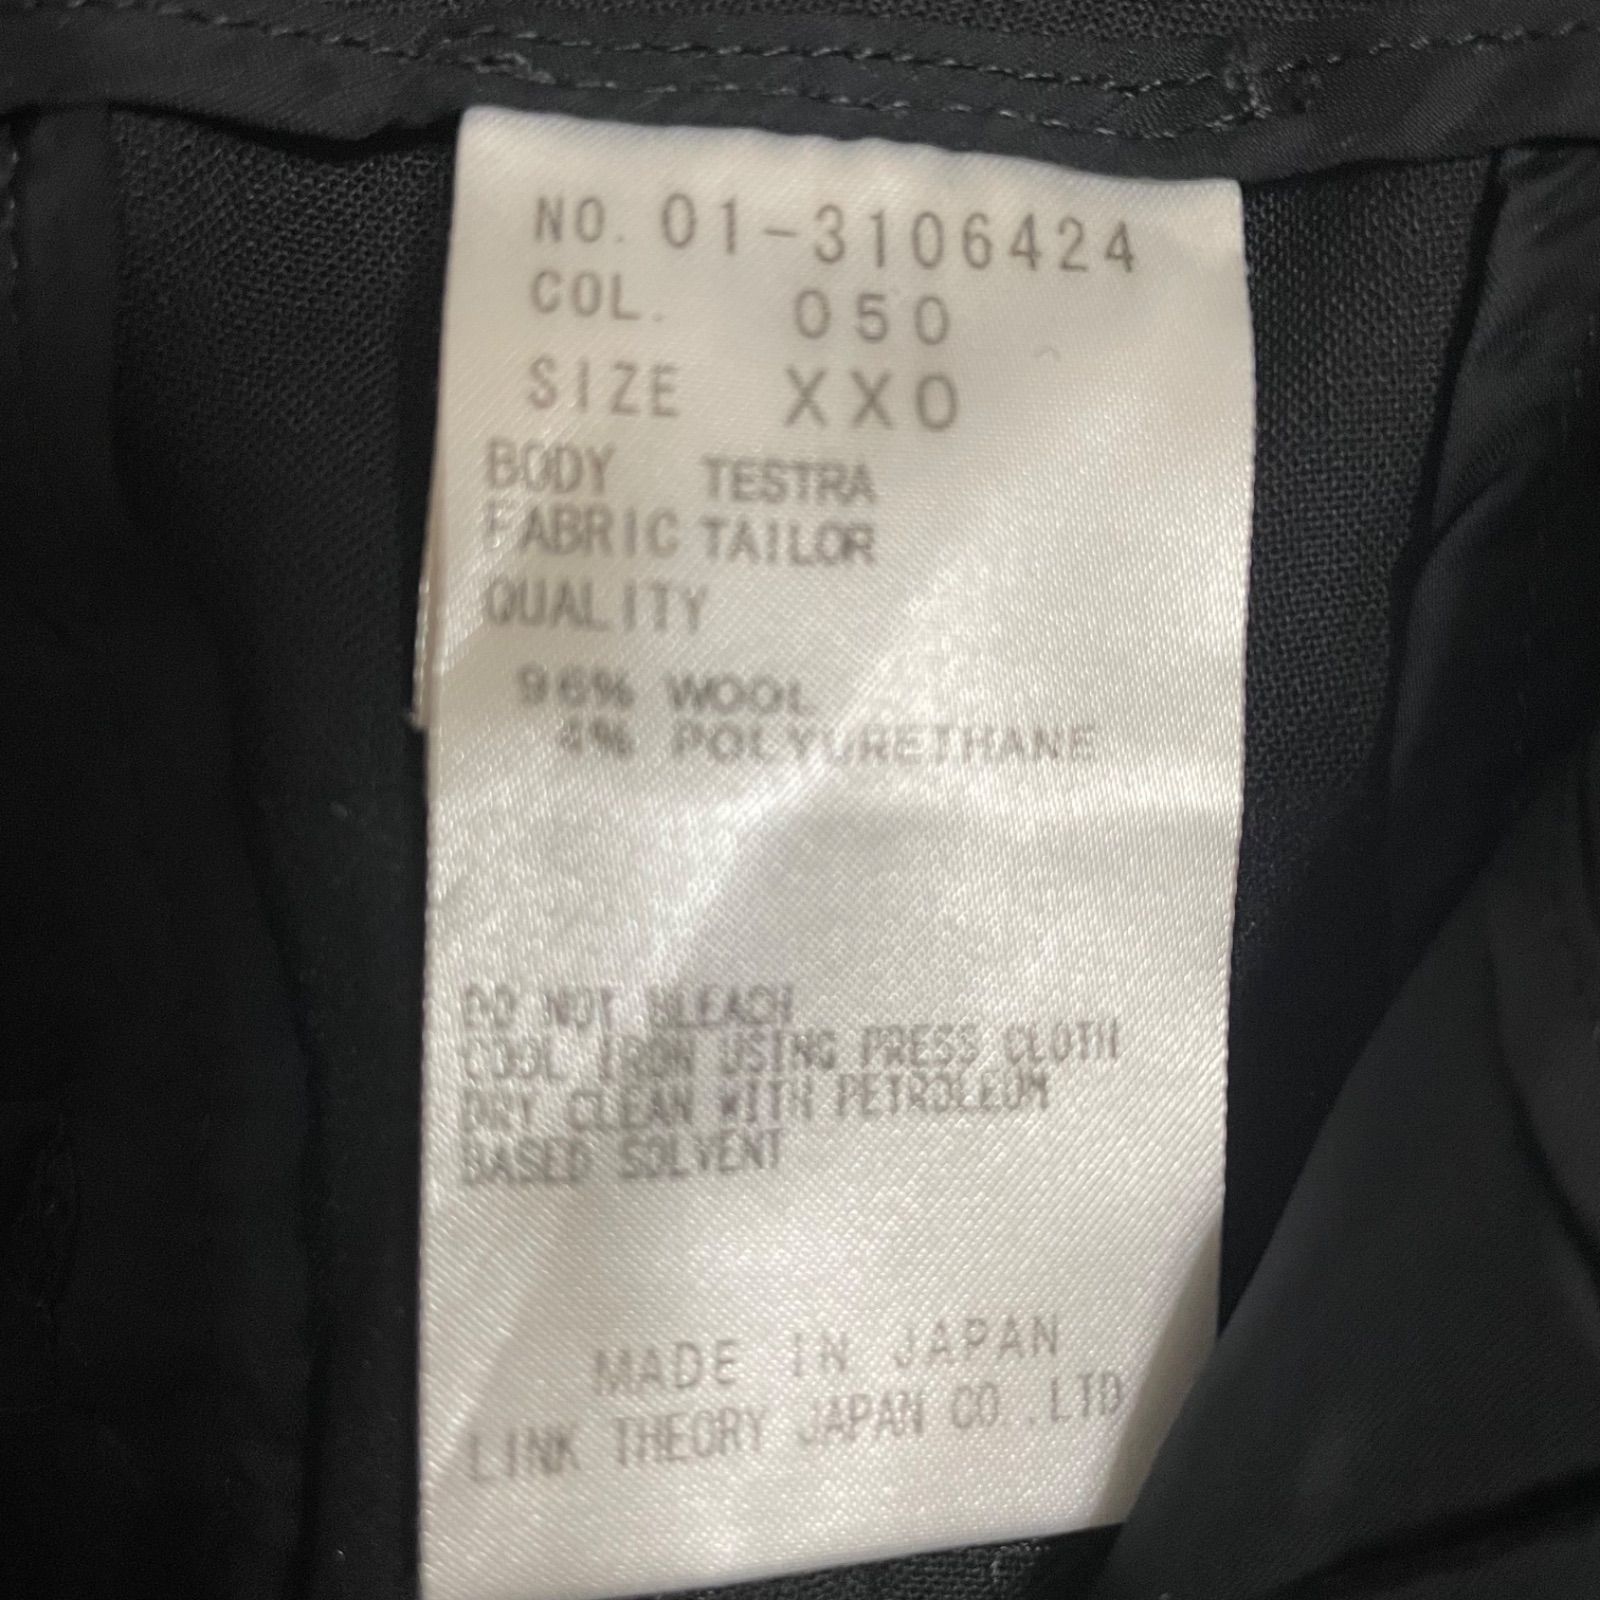 NO. 01-3106424
COL. 050
SIZE XXO
BODY TESTRA
FABRIC TAILOR
QUALITY
96% WOOL
4% POLYURETHANE
DO NOT BLEACH
COOL IRON USING PRESS CLOTH
DRY CLEAN WITH PETROLEUM
BASED SOLVENT
MADE IN JAPAN
LINK THEORY JAPAN CO.,LTD